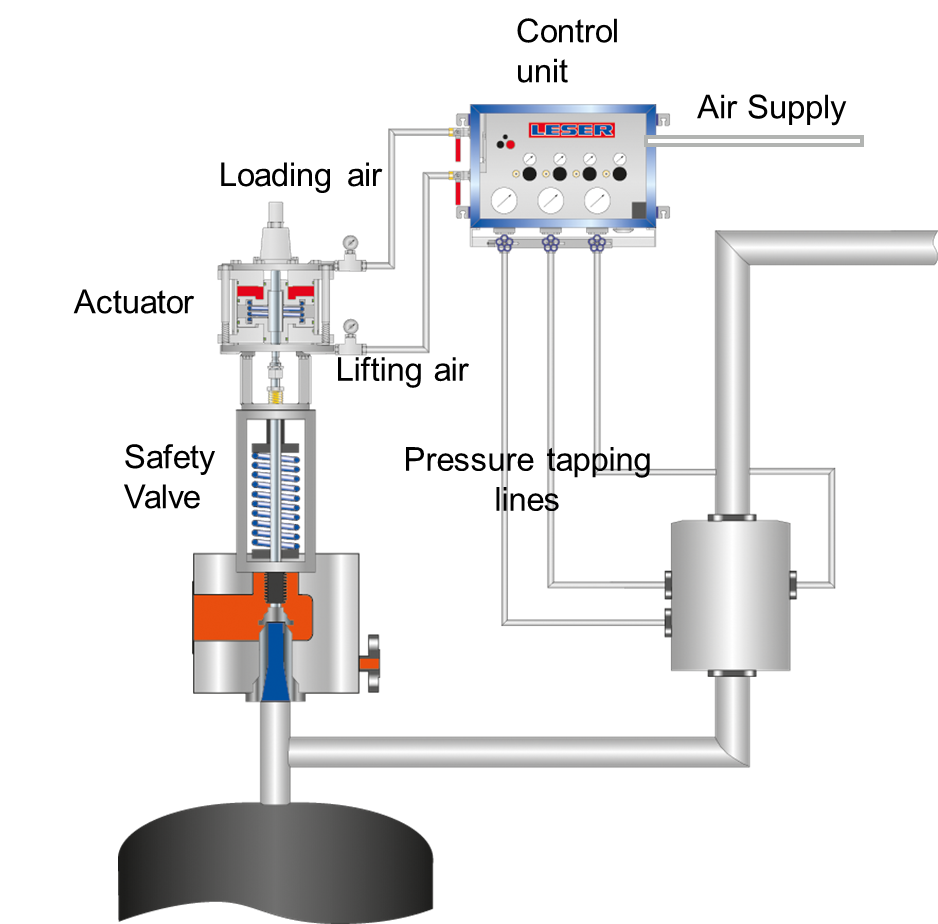 Control
unit
LESER
Air Supply
Loading air
Actuator
Lifting air
Safety
Valve
Pressure tapping
lines